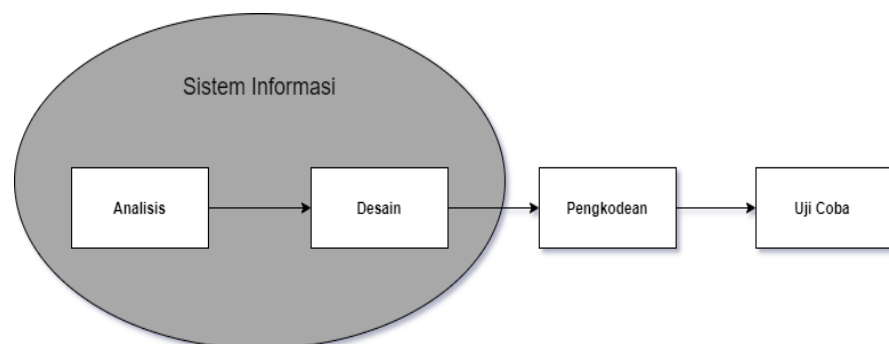 Sistem Informasi
Analisis
Desain
Pengkodean
Uji Coba